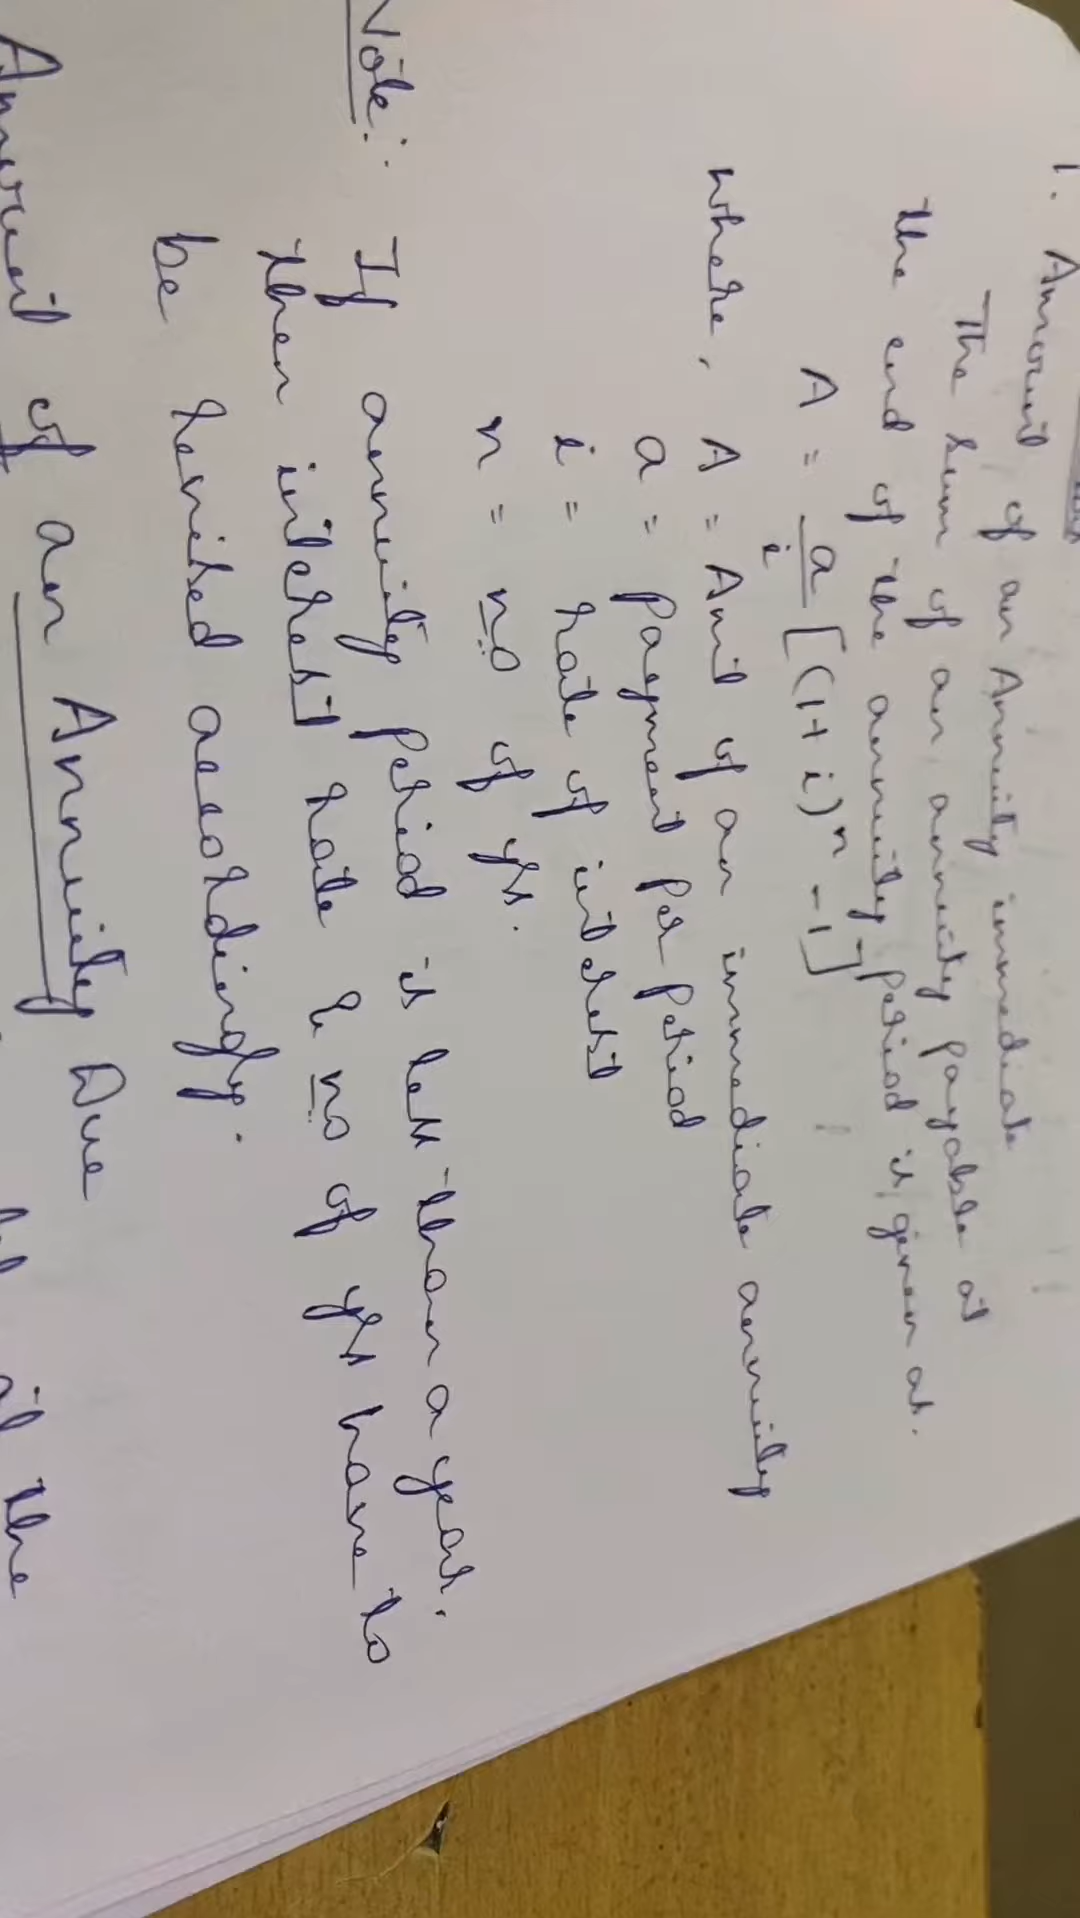 1. Amount of an Annuity immediate
The sum of an annuity payable at
the end of the annuity period is given as.
A = a/i [(1+i)^n - 1]
where, A = Amt of an immediate annuity
a = Payment per period
i = rate of interest
n = no of yrs.
Note:- If annuity period is less than a year.
then interest rate & no of yrs have to
be revised accordingly.
Amount of an Annuity Due
the